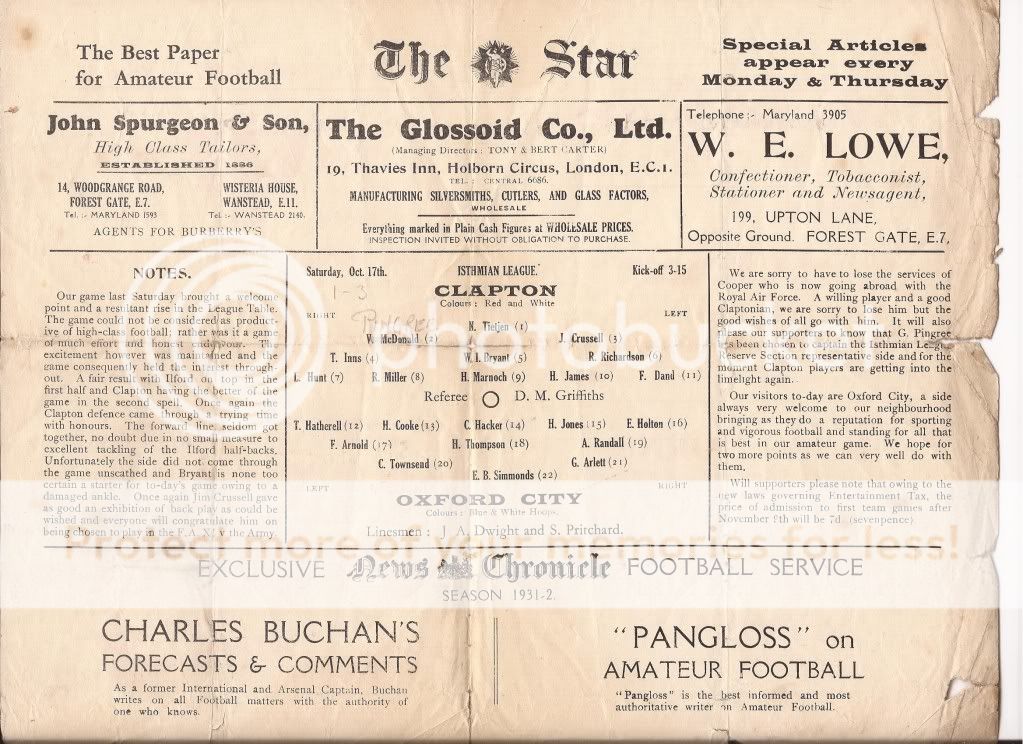 The Best Paper
for Amateur Football
The Star
Special Articles
appear every
Monday & Thursday
John Spurgeon & Son,
High Class Tailors,
ESTABLISHED 1886
14, WOODGRANGE ROAD,
FOREST GATE, E.7.
Tel. :- MARYLAND 1593
WISTERIA HOUSE,
WANSTEAD, E.11.
Tel. :- WANSTEAD 2140.
AGENTS FOR BURBERRY'S
The Glossoid Co., Ltd.
(Managing Directors: TONY & BERT CARTER)
19, Thavies Inn, Holborn Circus, London, E.C.1.
TEL.: CENTRAL 6086.
MANUFACTURING SILVERSMITHS, CUTLERS, AND GLASS FACTORS,
WHOLESALE
Everything marked in Plain Cash Figures at WHOLESALE PRICES.
INSPECTION INVITED WITHOUT OBLIGATION TO PURCHASE.
Telephone :- Maryland 3905
W. E. LOWE,
Confectioner, Tobacconist,
Stationer and Newsagent,
199, UPTON LANE,
Opposite Ground. FOREST GATE, E.7,
NOTES.
Our game last Saturday brought a welcome
point and a resultant rise in the League Table.
The game could not be considered as product-
ive of high-class football; rather was it a game
of much effort and honest endeavour. The
excitement however was maintained and the
game consequently held the interest through-
out. A fair result with Ilford on top in the
first half and Clapton having the better of the
game in the second spell. Once again the
Clapton defence came through a trying time
with honours. The forward line seldom got
together, no doubt due in no small measure to
excellent tackling of the Ilford half-backs.
Unfortunately the side did not come through
the game unscathed and Bryant is none too
certain a starter for to-day's game owing to a
damaged ankle. Once again Jim Crussell gave
as good an exhibition of back play as could be
wished and everyone will congratulate him on
being chosen to play in the F.A. XI v the Army.
Saturday, Oct. 17th. ISTHMIAN LEAGUE. Kick-off 3-15
1-3
CLAPTON
Colours : Red and White
RIGHT LEFT
PINGREE
N. Tietjen (1)
W. McDonald (2) J. Crussell (3)
T. Inns (4) W. I. Bryant (5) R. Richardson (6)
L. Hunt (7) R. Miller (8) H. Marnoch (9) H. James (10) F. Dand (11)
Referee O D. M. Griffiths
T. Hatherell (12) H. Cooke (13) C. Hacker (14) H. Jones (15) E. Holton (16)
F. Arnold (17) H. Thompson (18) A. Randall (19)
C. Townsend (20) G. Arlett (21)
E. B. Simmonds (22)
LEFT RIGHT
OXFORD CITY
Colours : Blue & White Hoops.
Linesmen : J. A. Dwight and S. Pritchard.
We are sorry to have to lose the services of
Cooper who is now going abroad with the
Royal Air Force. A willing player and a good
Claptonian, we are sorry to lose him but the
good wishes of all go with him. It will also
please our supporters to know that G. Pingree
has been chosen to captain the Isthmian League
Reserve Section representative side and for the
moment Clapton players are getting into the
limelight again.
Our visitors to-day are Oxford City, a side
always very welcome to our neighbourhood
bringing as they do a reputation for sporting
and vigorous football and standing for all that
is best in our amateur game. We hope for
two more points as we can very well do with
them.
Will supporters please note that owing to the
new laws governing Entertainment Tax, the
price of admission to first team games after
November 9th will be 7d. (sevenpence)
photobucket
Protect more of your memories for less!
EXCLUSIVE News Chronicle FOOTBALL SERVICE
SEASON 1931-2.
CHARLES BUCHAN'S
FORECASTS & COMMENTS
As a former International and Arsenal Captain, Buchan
writes on all Football matters with the authority of
one who knows.
"PANGLOSS" on
AMATEUR FOOTBALL
"Pangloss" is the best informed and most
authoritative writer on Amateur Football.